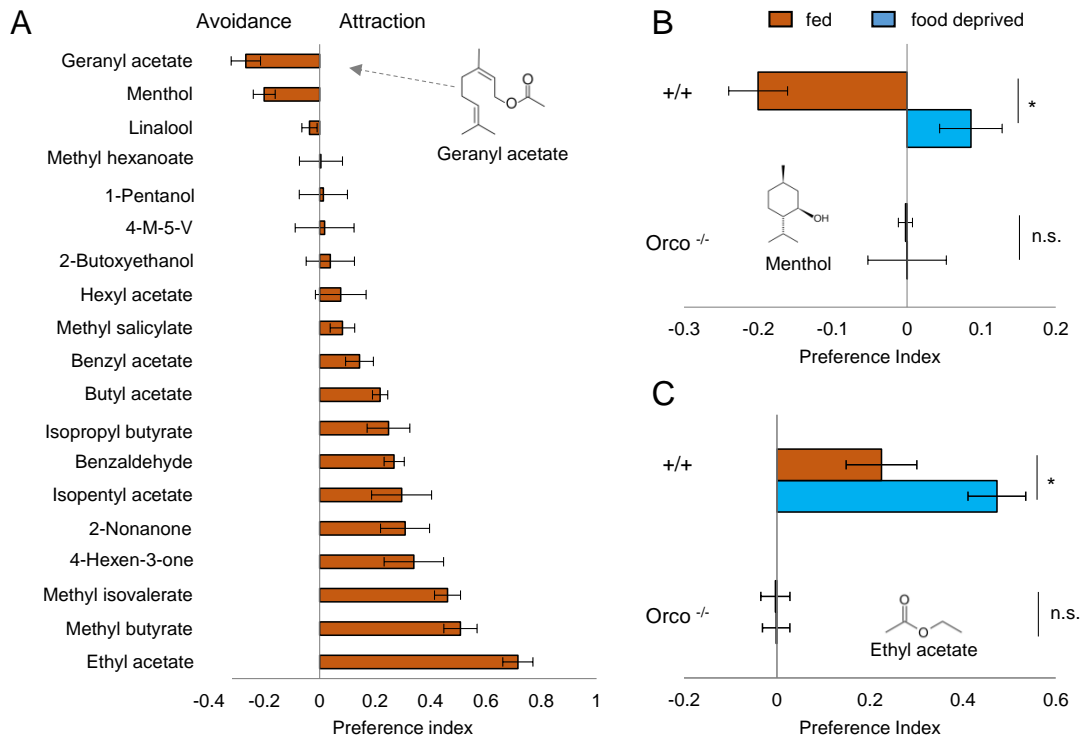 A
Avoidance Attraction
Geranyl acetate
Menthol
Linalool
Methyl hexanoate
1-Pentanol
4-M-5-V
2-Butoxyethanol
Hexyl acetate
Methyl salicylate
Benzyl acetate
Butyl acetate
Isopropyl butyrate
Benzaldehyde
Isopentyl acetate
2-Nonanone
4-Hexen-3-one
Methyl isovalerate
Methyl butyrate
Ethyl acetate
O
O
Geranyl acetate
-0.4 -0.2 0 0.2 0.4 0.6 0.8 1
Preference index
B
fed food deprived
+/+
*
Orco -/-
OH
Menthol
n.s.
-0.3 -0.2 -0.1 0 0.1 0.2
Preference Index
C
+/+
*
Orco -/-
O
O
Ethyl acetate
n.s.
-0.2 0 0.2 0.4 0.6
Preference Index